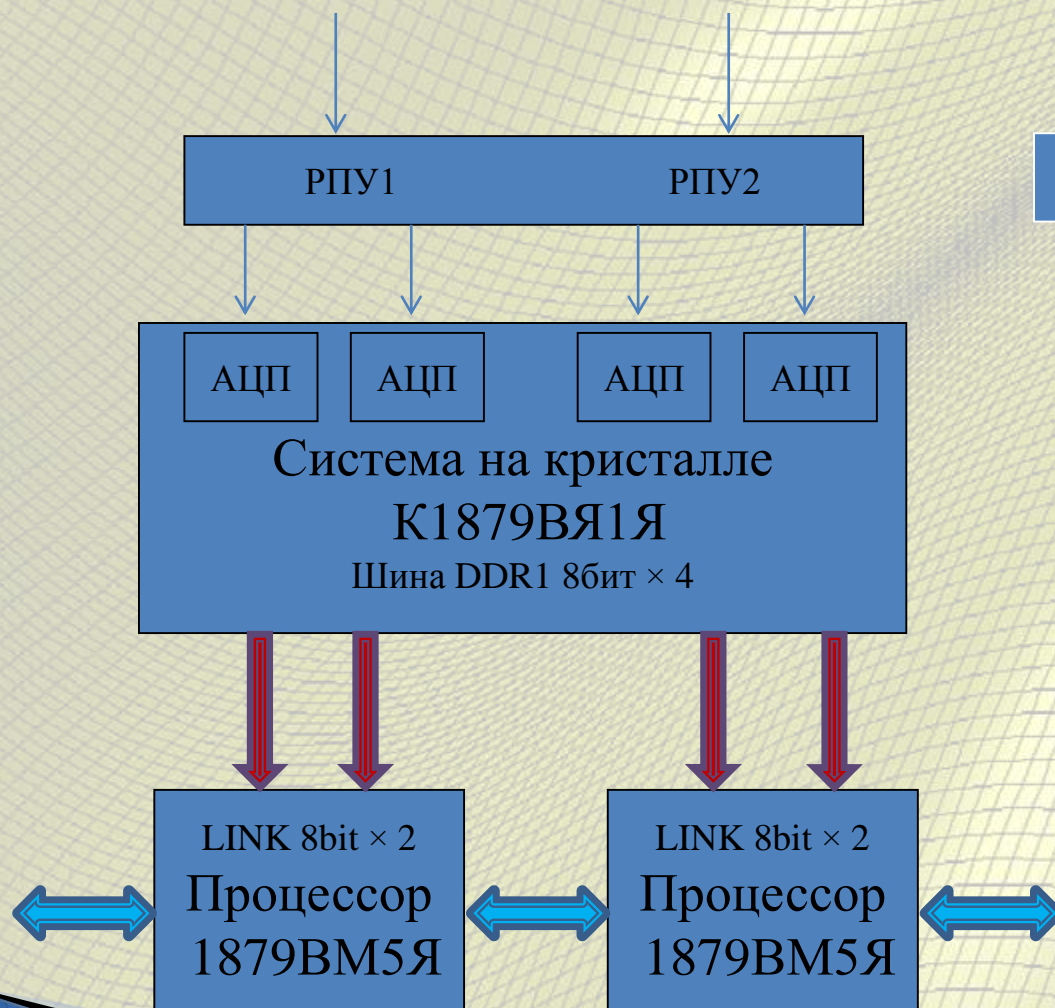 РПУ1 РПУ2
АЦП АЦП АЦП АЦП
Система на кристалле
К1879ВЯ1Я
Шина DDR1 8бит × 4
LINK 8bit × 2 LINK 8bit × 2
Процессор Процессор
1879ВМ5Я 1879ВМ5Я